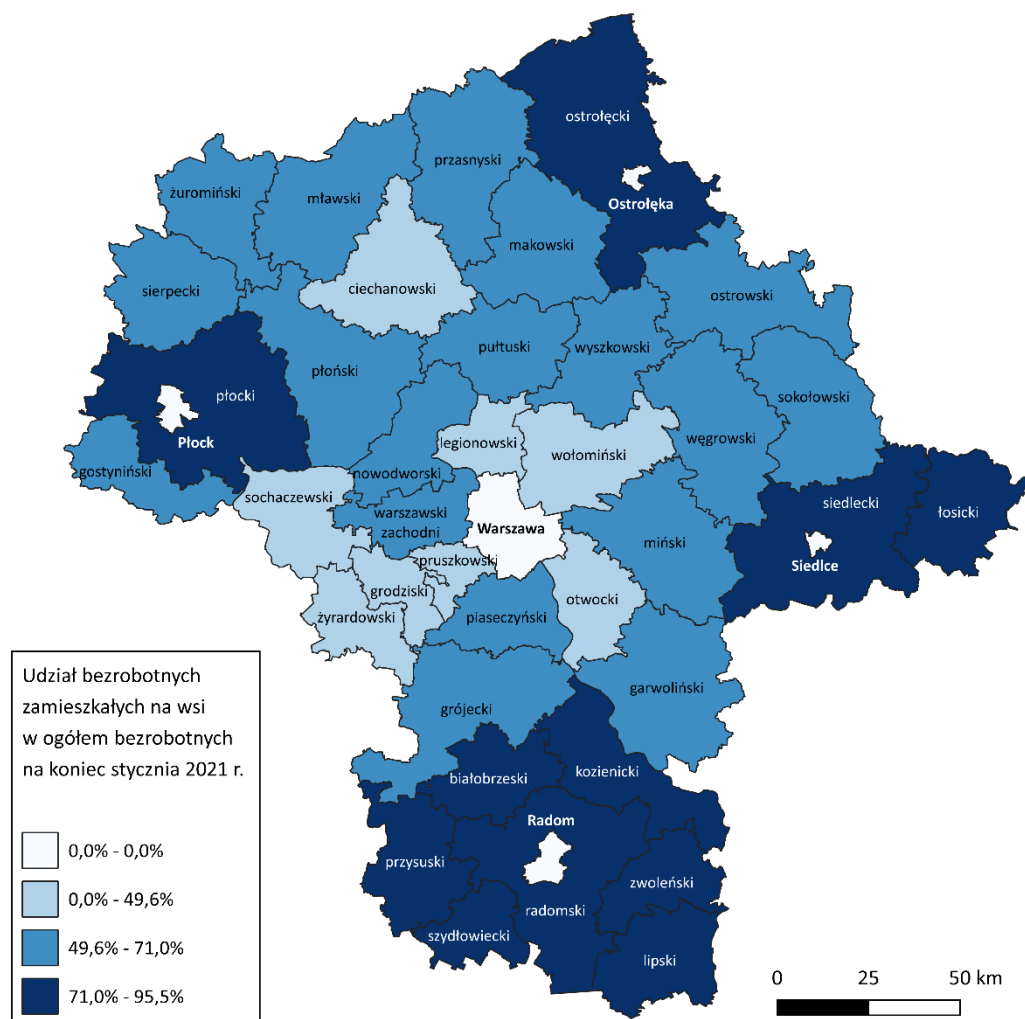 ostrołęcki
Ostrołęka
przasnyski
żuromiński
mławski
makowski
ciechanowski
sierpecki
ostrowski
pułtuski
wyszkowski
płoński
płocki
Płock
sokołowski
węgrowski
legionowski
wołomiński
gostyniński
nowodworski
sochaczewski
siedlecki
łosicki
warszawski
zachodni
Warszawa
miński
Siedlce
pruszkowski
grodziski
otwocki
żyrardowski
piaseczyński
garwoliński
grójecki
białobrzeski
kozienicki
Radom
przysuski
zwoleński
radomski
szydłowiecki
lipski
Udział bezrobotnych
zamieszkałych na wsi
w ogółem bezrobotnych
na koniec stycznia 2021 r.
0,0% - 0,0%
0,0% - 49,6%
49,6% - 71,0%
71,0% - 95,5%
0 25 50 km